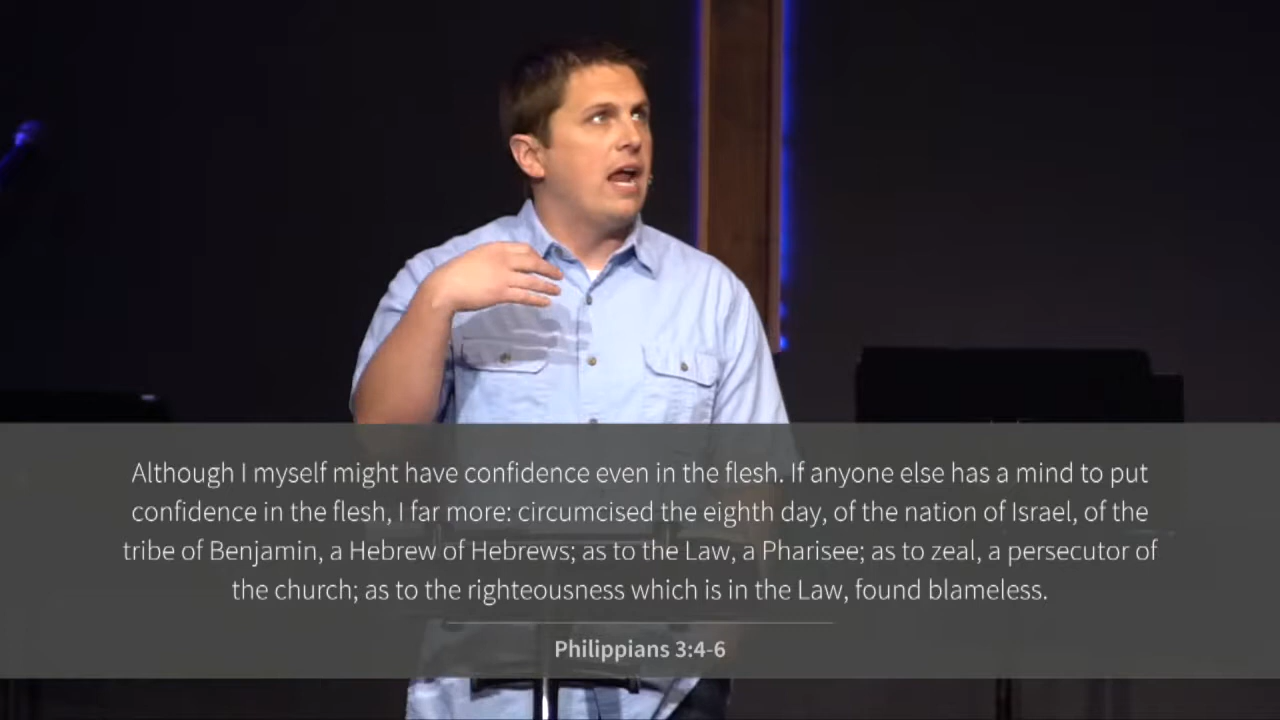 Although I myself might have confidence even in the flesh. If anyone else has a mind to put
confidence in the flesh, I far more: circumcised the eighth day, of the nation of Israel, of the
tribe of Benjamin, a Hebrew of Hebrews; as to the Law, a Pharisee; as to zeal, a persecutor of
the church; as to the righteousness which is in the Law, found blameless.
Philippians 3:4-6